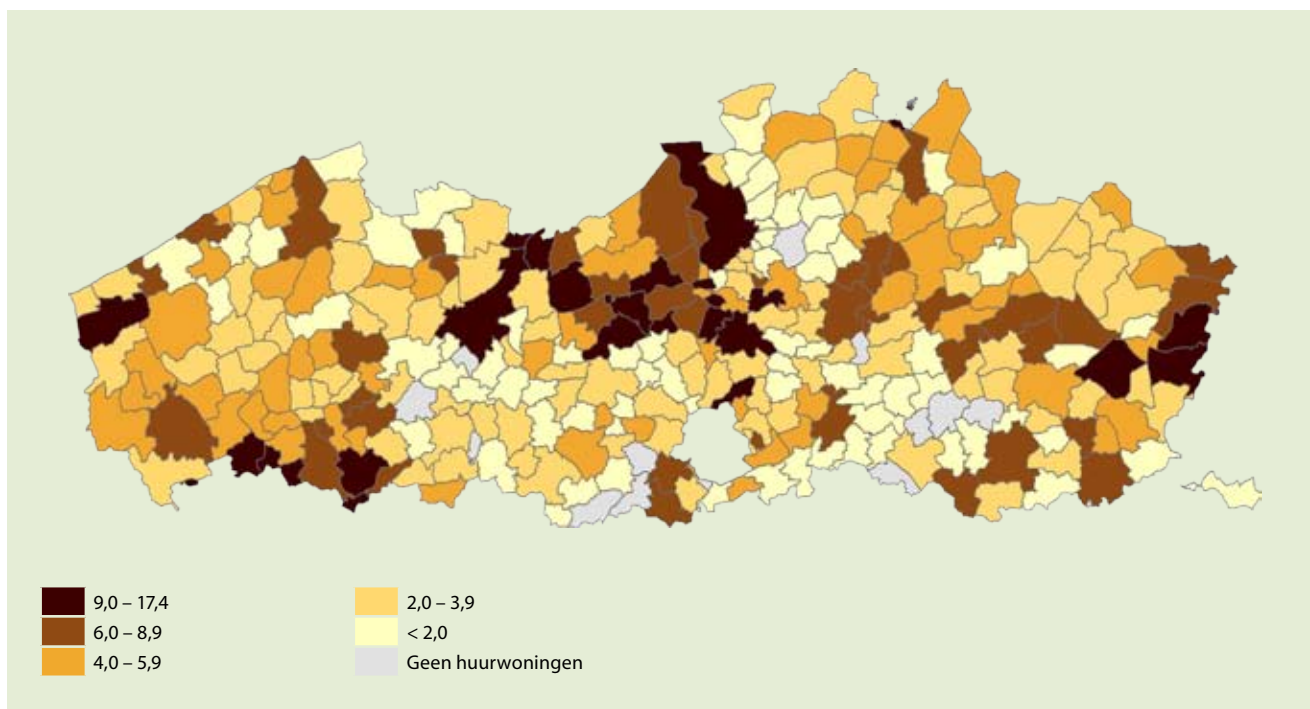 9,0 – 17,4
6,0 – 8,9
4,0 – 5,9
2,0 – 3,9
< 2,0
Geen huurwoningen